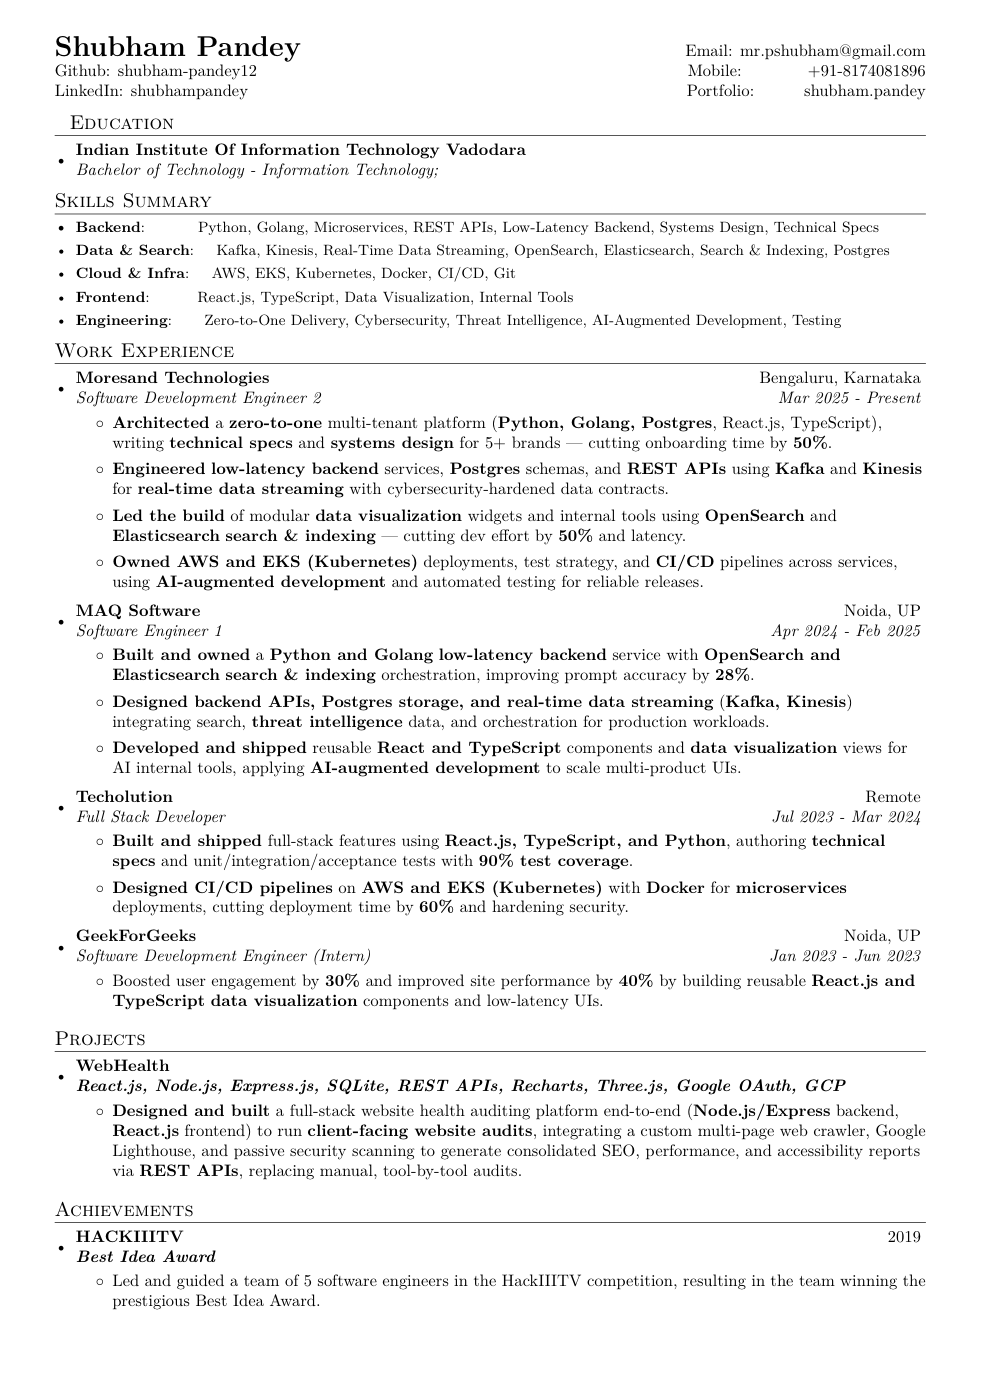 Shubham Pandey
Github: shubham-pandey12
LinkedIn: shubhampandey
Email: mr.pshubham@gmail.com
Mobile: +91-8174081896
Portfolio: shubham.pandey
Education
• Indian Institute Of Information Technology Vadodara
Bachelor of Technology - Information Technology;
Skills Summary
• Backend: Python, Golang, Microservices, REST APIs, Low-Latency Backend, Systems Design, Technical Specs
• Data & Search: Kafka, Kinesis, Real-Time Data Streaming, OpenSearch, Elasticsearch, Search & Indexing, Postgres
• Cloud & Infra: AWS, EKS, Kubernetes, Docker, CI/CD, Git
• Frontend: React.js, TypeScript, Data Visualization, Internal Tools
• Engineering: Zero-to-One Delivery, Cybersecurity, Threat Intelligence, AI-Augmented Development, Testing
Work Experience
• Moresand Technologies Bengaluru, Karnataka
Software Development Engineer 2 Mar 2025 - Present
◦ Architected a zero-to-one multi-tenant platform (Python, Golang, Postgres, React.js, TypeScript),
writing technical specs and systems design for 5+ brands — cutting onboarding time by 50%.
◦ Engineered low-latency backend services, Postgres schemas, and REST APIs using Kafka and Kinesis
for real-time data streaming with cybersecurity-hardened data contracts.
◦ Led the build of modular data visualization widgets and internal tools using OpenSearch and
Elasticsearch search & indexing — cutting dev effort by 50% and latency.
◦ Owned AWS and EKS (Kubernetes) deployments, test strategy, and CI/CD pipelines across services,
using AI-augmented development and automated testing for reliable releases.
• MAQ Software Noida, UP
Software Engineer 1 Apr 2024 - Feb 2025
◦ Built and owned a Python and Golang low-latency backend service with OpenSearch and
Elasticsearch search & indexing orchestration, improving prompt accuracy by 28%.
◦ Designed backend APIs, Postgres storage, and real-time data streaming (Kafka, Kinesis)
integrating search, threat intelligence data, and orchestration for production workloads.
◦ Developed and shipped reusable React and TypeScript components and data visualization views for
AI internal tools, applying AI-augmented development to scale multi-product UIs.
• Techolution Remote
Full Stack Developer Jul 2023 - Mar 2024
◦ Built and shipped full-stack features using React.js, TypeScript, and Python, authoring technical
specs and unit/integration/acceptance tests with 90% test coverage.
◦ Designed CI/CD pipelines on AWS and EKS (Kubernetes) with Docker for microservices
deployments, cutting deployment time by 60% and hardening security.
• GeekForGeeks Noida, UP
Software Development Engineer (Intern) Jan 2023 - Jun 2023
◦ Boosted user engagement by 30% and improved site performance by 40% by building reusable React.js and
TypeScript data visualization components and low-latency UIs.
Projects
• WebHealth
React.js, Node.js, Express.js, SQLite, REST APIs, Recharts, Three.js, Google OAuth, GCP
◦ Designed and built a full-stack website health auditing platform end-to-end (Node.js/Express backend,
React.js frontend) to run client-facing website audits, integrating a custom multi-page web crawler, Google
Lighthouse, and passive security scanning to generate consolidated SEO, performance, and accessibility reports
via REST APIs, replacing manual, tool-by-tool audits.
Achievements
• HACKIIITV 2019
Best Idea Award
◦ Led and guided a team of 5 software engineers in the HackIIITV competition, resulting in the team winning the
prestigious Best Idea Award.